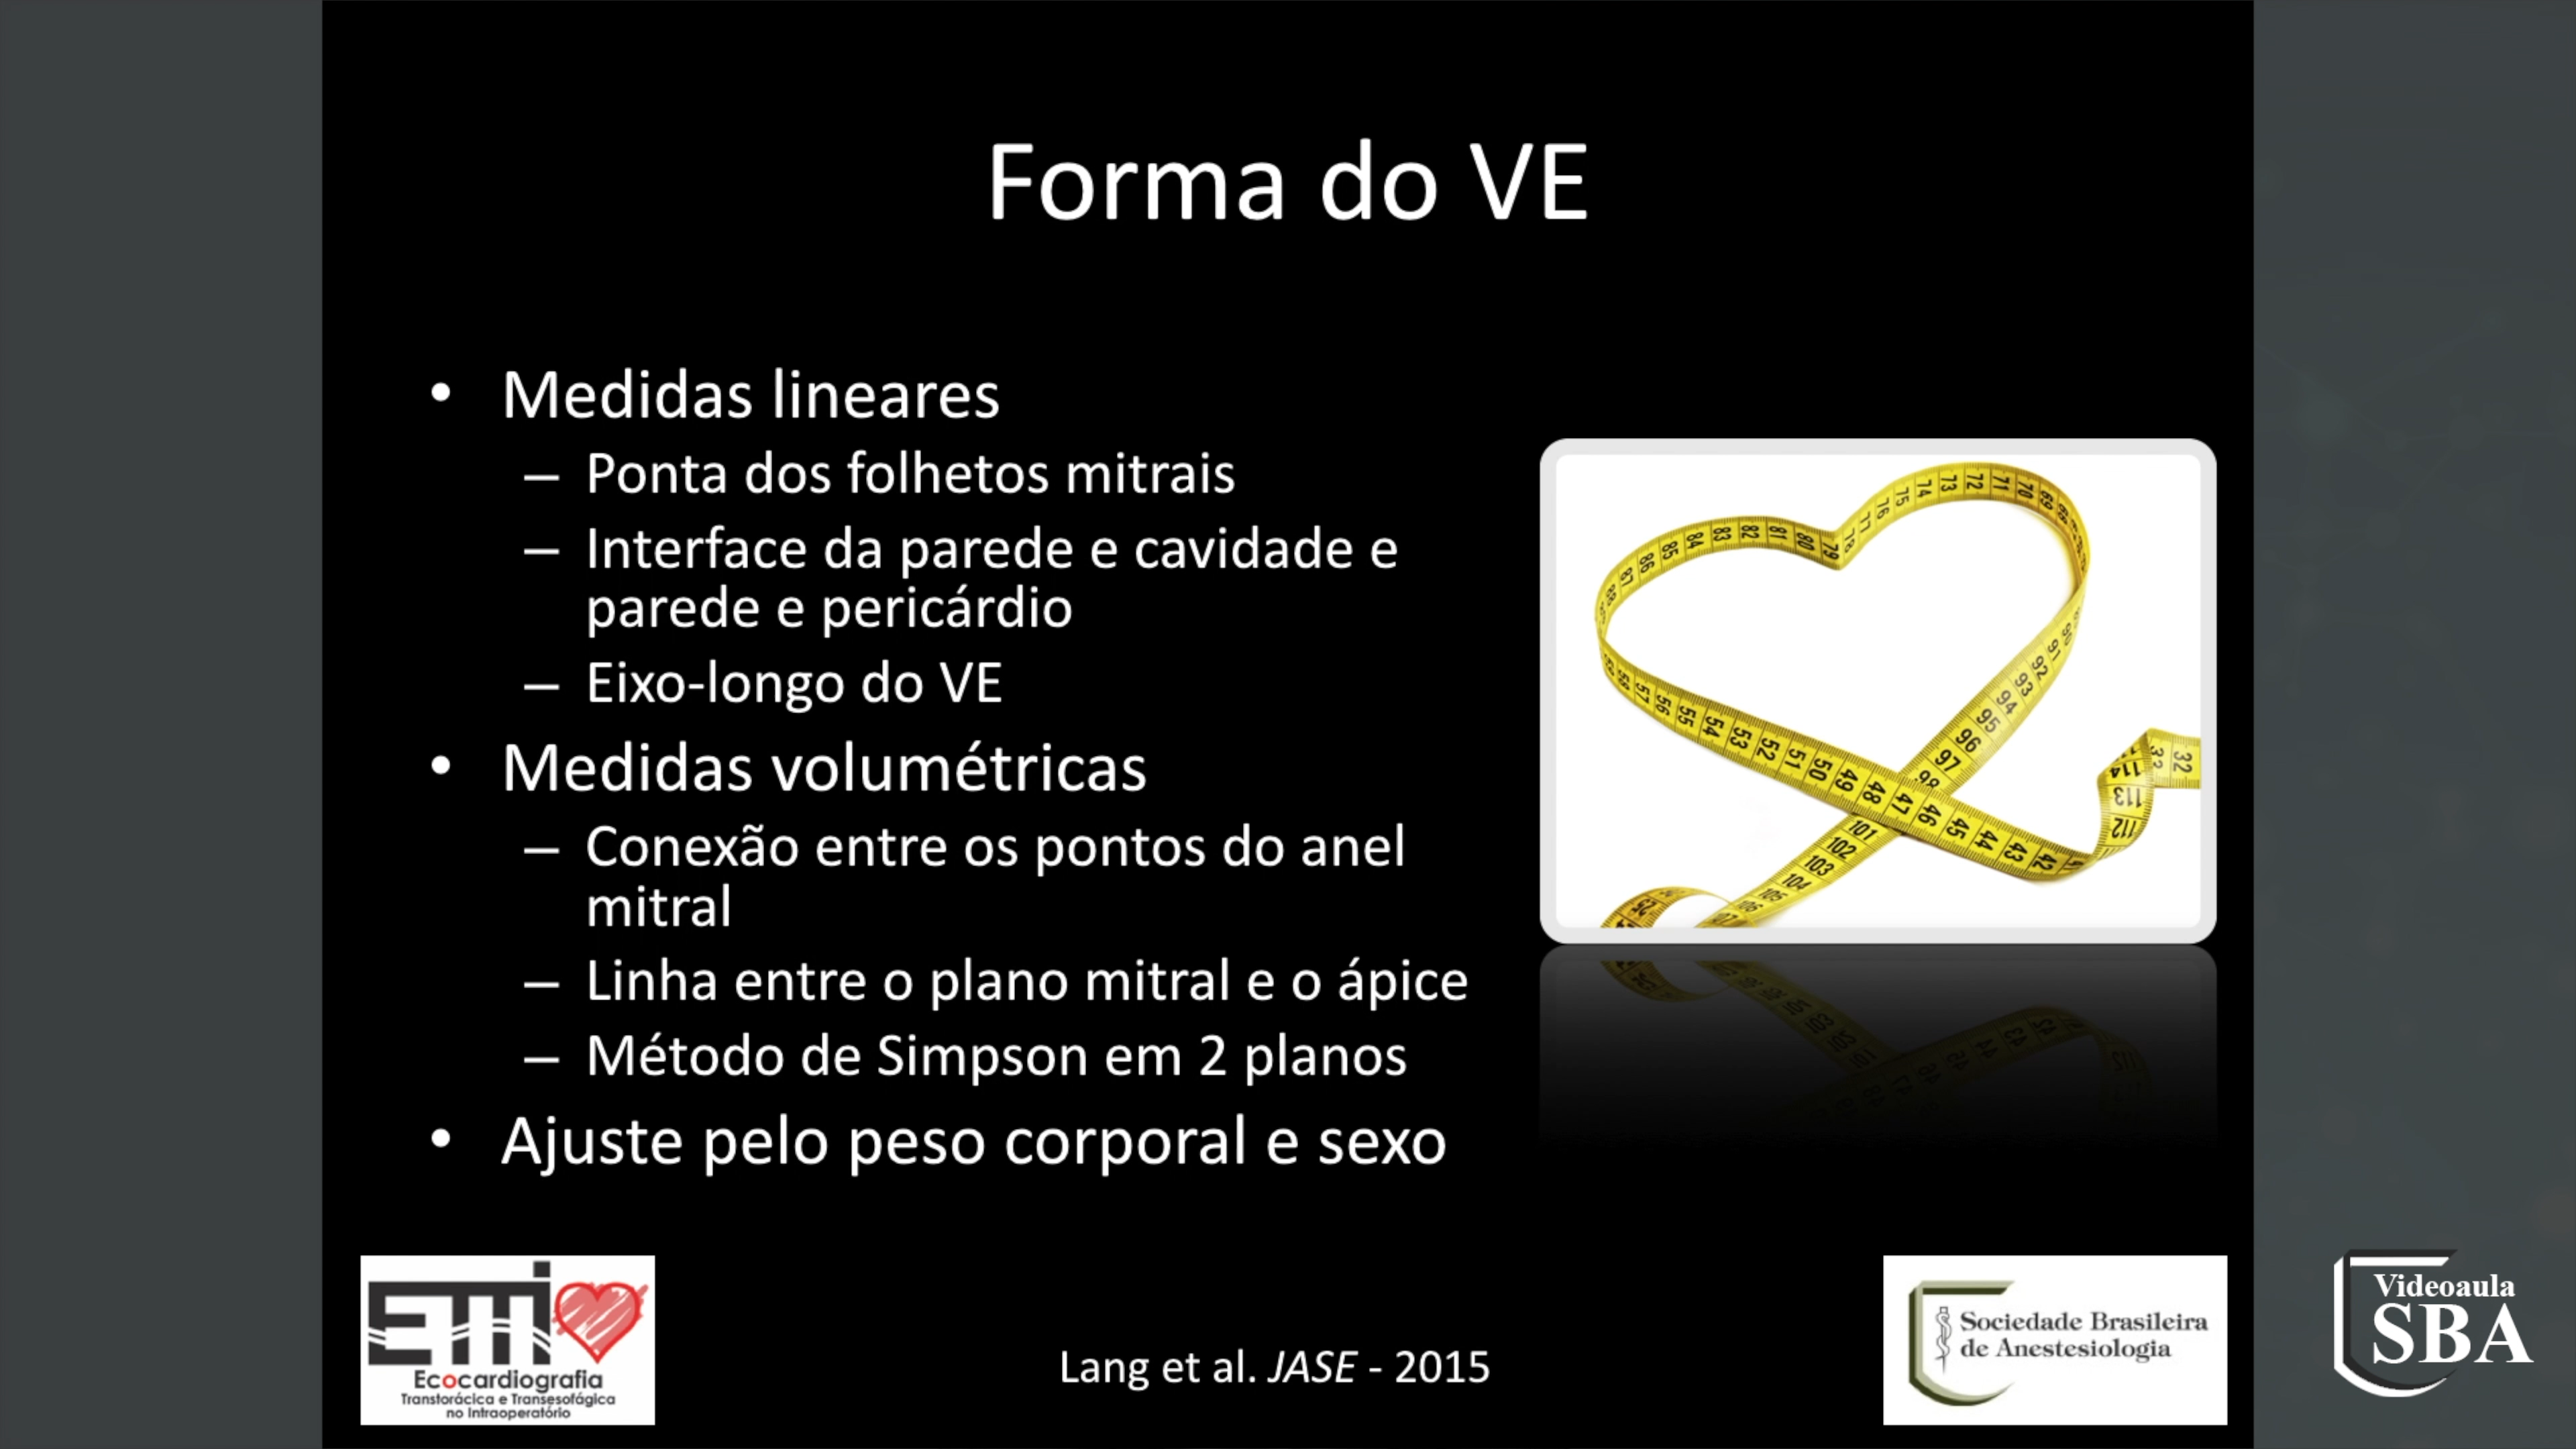 Forma do VE
• Medidas lineares
– Ponta dos folhetos mitrais
– Interface da parede e cavidade e
parede e pericárdio
– Eixo-longo do VE
• Medidas volumétricas
– Conexão entre os pontos do anel
mitral
– Linha entre o plano mitral e o ápice
– Método de Simpson em 2 planos
• Ajuste pelo peso corporal e sexo
Lang et al. JASE - 2015
ETTI
Ecocardiografia
Transtorácica e Transesofágica
no Intraoperatório
Sociedade Brasileira
de Anestesiologia
Videoaula
SBA